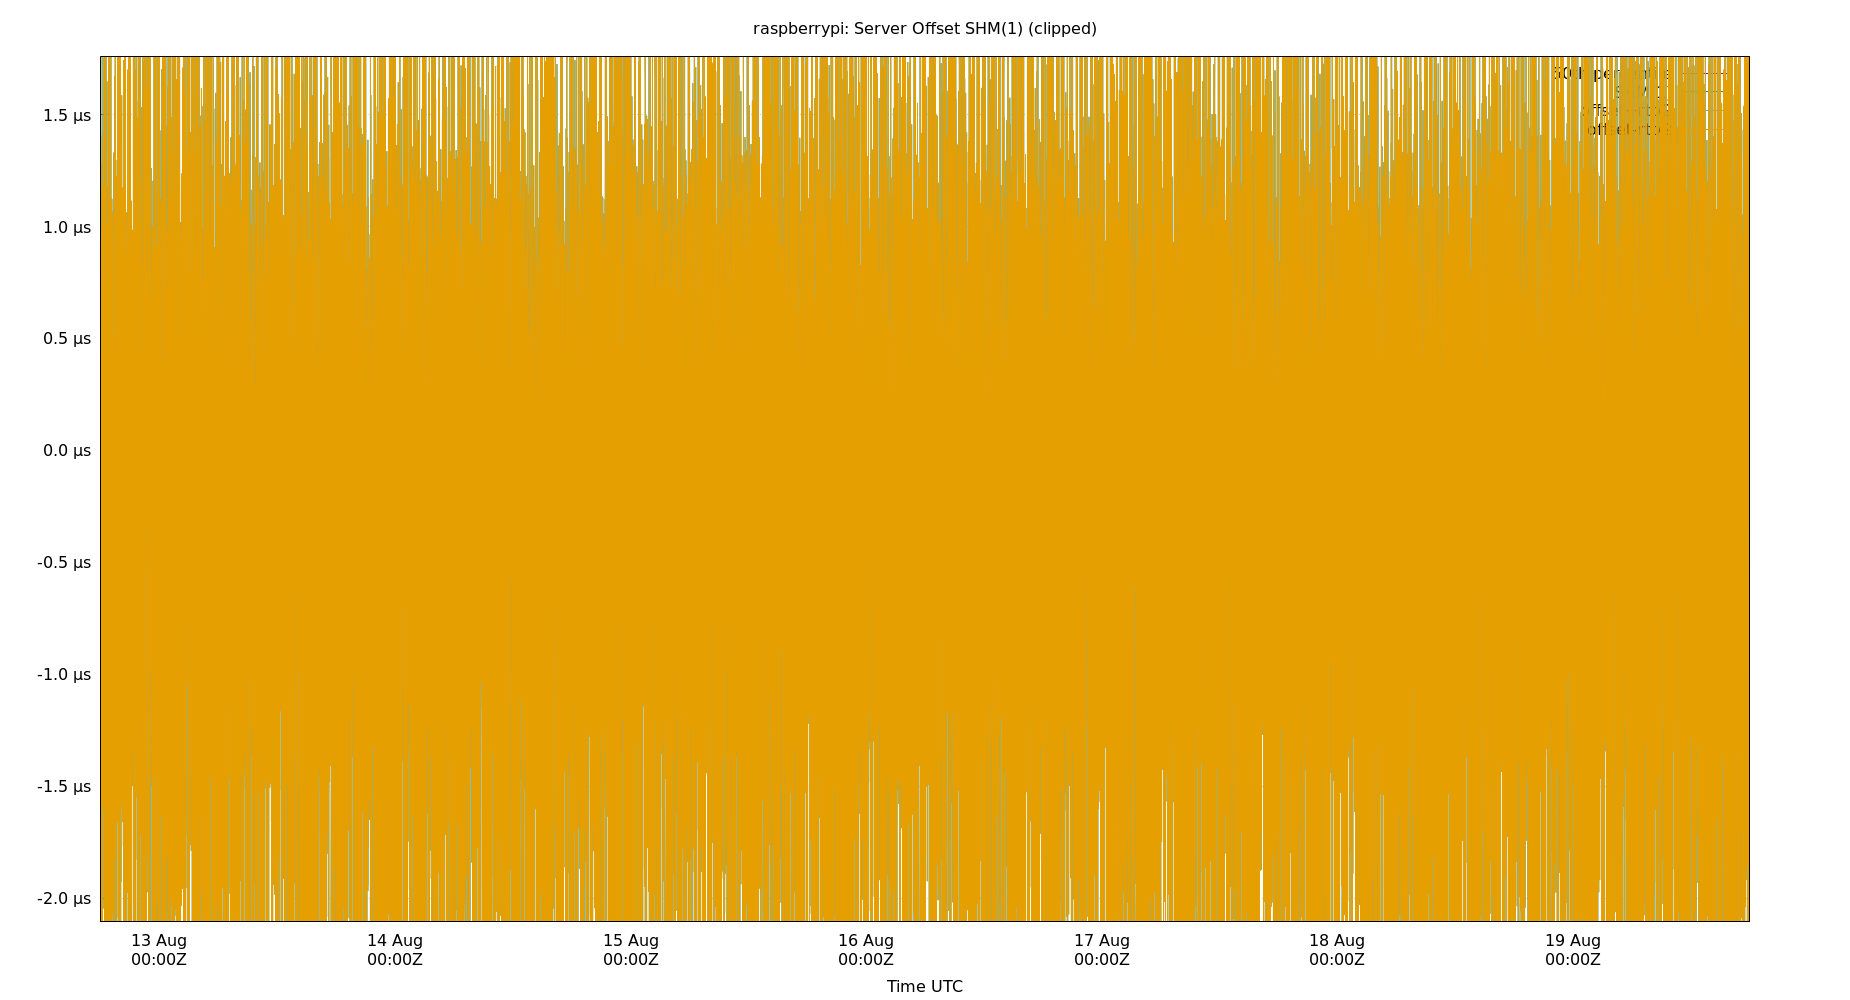 raspberrypi: Server Offset SHM(1) (clipped)
1.5 µs
1.0 µs
0.5 µs
0.0 µs
-0.5 µs
-1.0 µs
-1.5 µs
-2.0 µs
13 Aug 14 Aug 15 Aug 16 Aug 17 Aug 18 Aug 19 Aug
00:00Z 00:00Z 00:00Z 00:00Z 00:00Z 00:00Z 00:00Z
Time UTC